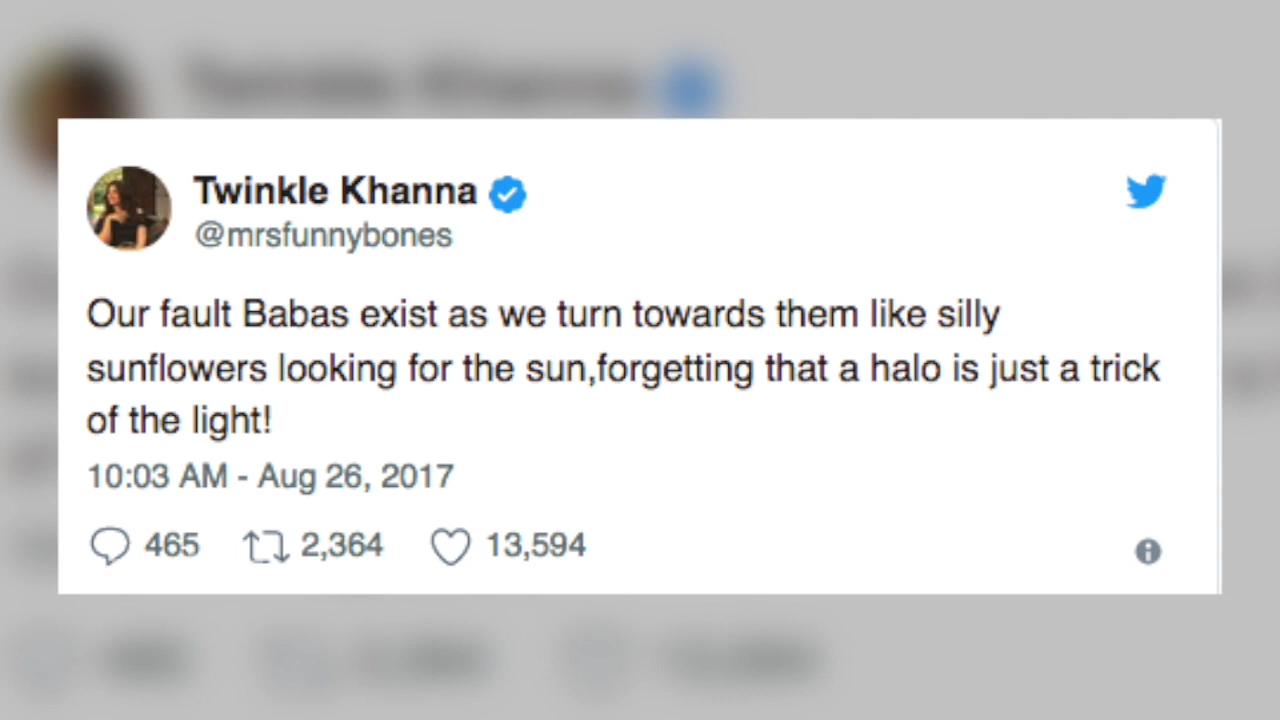 Twinkle Khanna
@mrsfunnybones
Our fault Babas exist as we turn towards them like silly
sunflowers looking for the sun,forgetting that a halo is just a trick
of the light!
10:03 AM - Aug 26, 2017
465 2,364 13,594